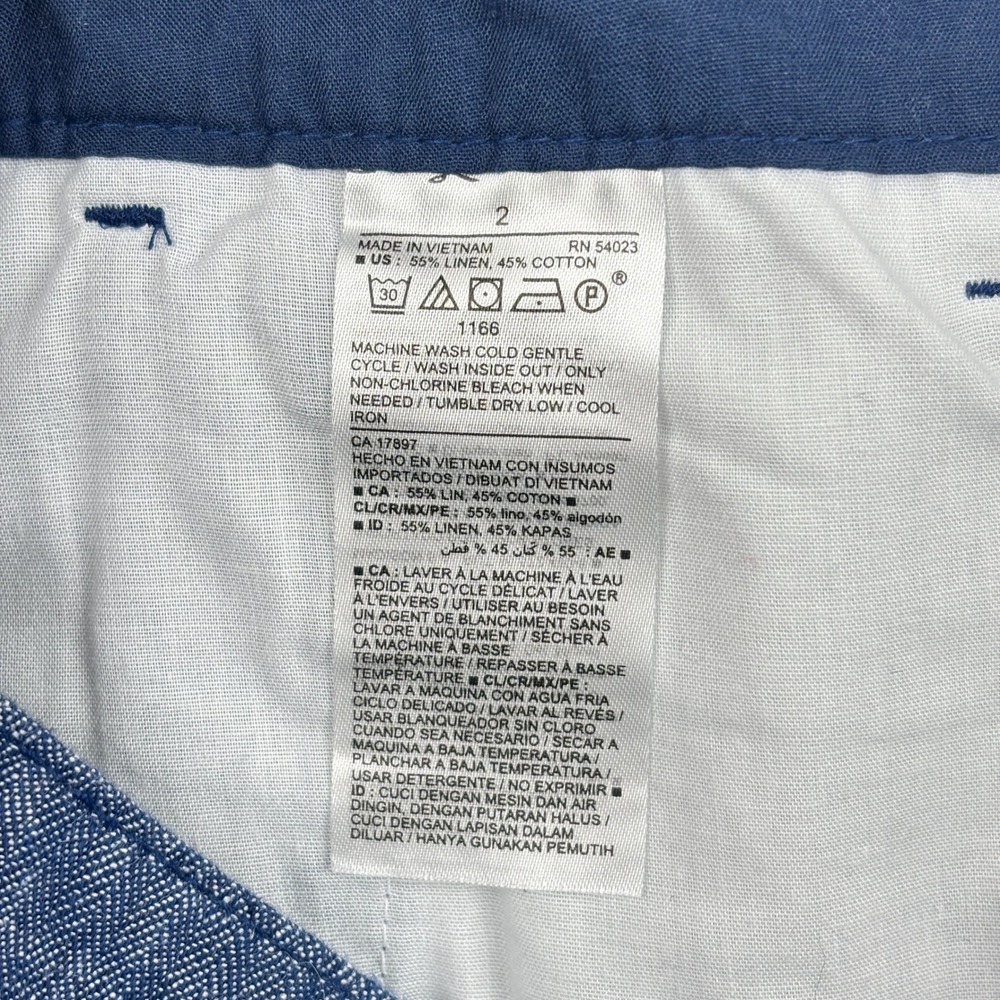 2
MADE IN VIETNAM RN 54023
■ US : 55% LINEN, 45% COTTON
30 P ®
1166
MACHINE WASH COLD GENTLE
CYCLE / WASH INSIDE OUT / ONLY
NON-CHLORINE BLEACH WHEN
NEEDED / TUMBLE DRY LOW / COOL
IRON
CA 17897
HECHO EN VIETNAM CON INSUMOS
IMPORTADOS / DIBUAT DI VIETNAM
■ CA : 55% LIN, 45% COTON ■
CL/CR/MX/PE : 55% lino, 45% algodón
■ ID : 55% LINEN, 45% KAPAS
■ AE : 55 % كتان 45 % قطن
■ CA : LAVER À LA MACHINE À L'EAU
FROIDE AU CYCLE DÉLICAT / LAVER
À L'ENVERS / UTILISER AU BESOIN
UN AGENT DE BLANCHIMENT SANS
CHLORE UNIQUEMENT / SÉCHER À
LA MACHINE À BASSE
TEMPÉRATURE / REPASSER À BASSE
TEMPÉRATURE ■ CL/CR/MX/PE :
LAVAR A MAQUINA CON AGUA FRIA
CICLO DELICADO / LAVAR AL REVÉS /
USAR BLANQUEADOR SIN CLORO
CUANDO SEA NECESARIO / SECAR A
MAQUINA A BAJA TEMPERATURA /
PLANCHAR A BAJA TEMPERATURA /
USAR DETERGENTE / NO EXPRIMIR ■
ID : CUCI DENGAN MESIN DAN AIR
DINGIN, DENGAN PUTARAN HALUS /
CUCI DENGAN LAPISAN DALAM
DILUAR / HANYA GUNAKAN PEMUTIH